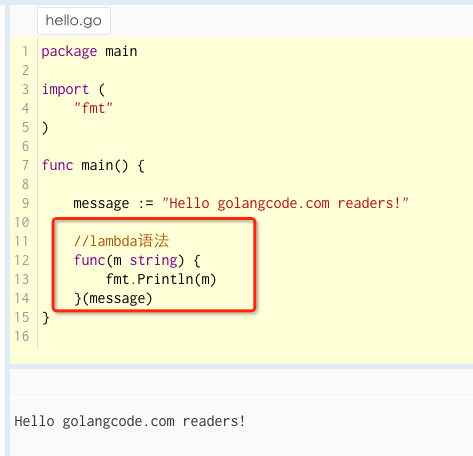 hello.go
1 package main
2
3 import (
4     "fmt"
5 )
6
7 func main() {
8
9     message := "Hello golangcode.com readers!"
10
11     //lambda语法
12     func(m string) {
13         fmt.Println(m)
14     }(message)
15 }
16
Hello golangcode.com readers!